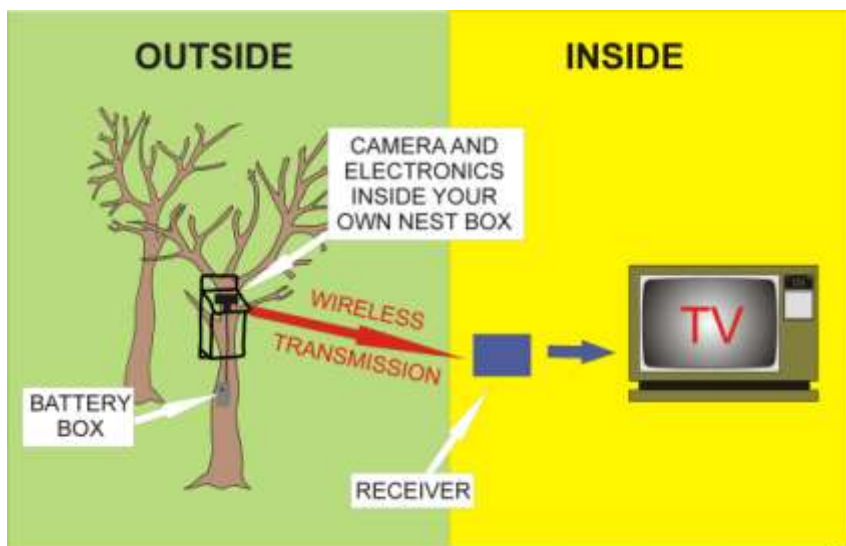 OUTSIDE
INSIDE
CAMERA AND
ELECTRONICS
INSIDE YOUR
OWN NEST BOX
WIRELESS
TRANSMISSION
TV
BATTERY
BOX
RECEIVER